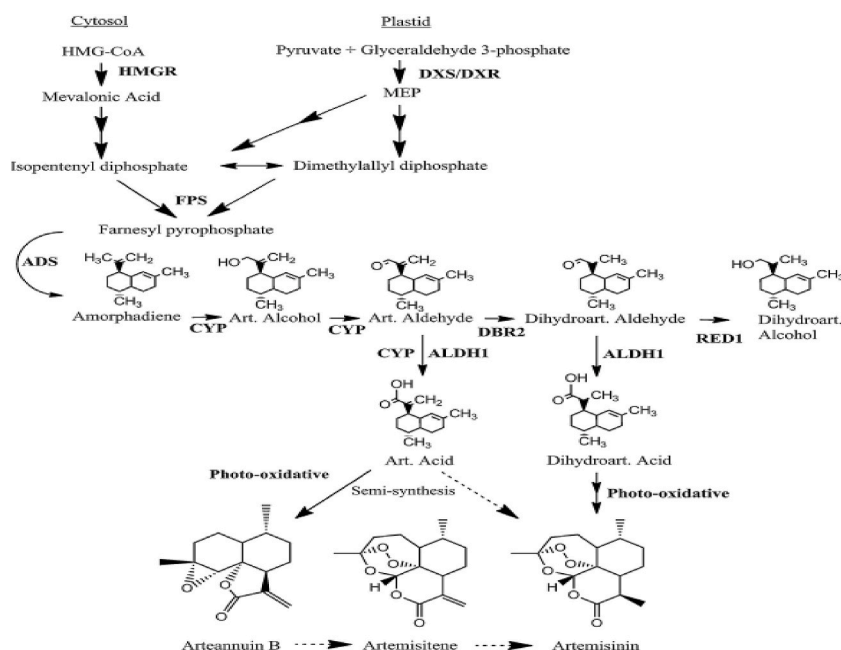 Cytosol
Plastid
HMG-CoA
Pyruvate + Glyceraldehyde 3-phosphate
HMGR
DXS/DXR
Mevalonic Acid
MEP
Isopentenyl diphosphate
Dimethylallyl diphosphate
FPS
Farnesyl pyrophosphate
ADS
H₃C
CH₂
CH₃
CH₃
HO
CH₂
CH₃
CH₃
O
CH₂
CH₃
CH₃
O
CH₃
CH₃
CH₃
HO
CH₃
CH₃
CH₃
Amorphadiene
CYP
Art. Alcohol
CYP
Art. Aldehyde
DBR2
Dihydroart. Aldehyde
RED1
Dihydroart.
Alcohol
CYP
ALDH1
ALDH1
OH
O
CH₂
CH₃
CH₃
OH
O
CH₃
CH₃
CH₃
Art. Acid
Dihydroart. Acid
Photo-oxidative
Semi-synthesis
Photo-oxidative
O
O
O
O
O
O
O
H
O
O
O
O
O
O
H
O
O
Arteannuin B
Artemisitene
Artemisinin